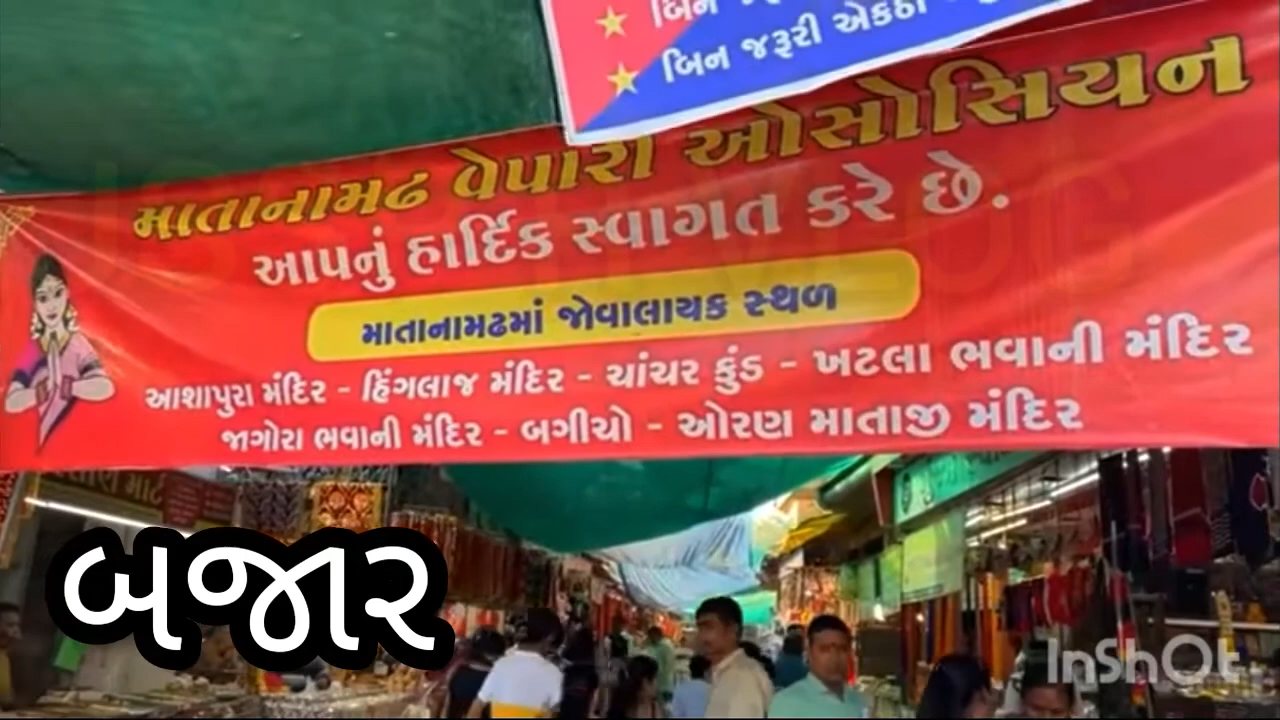 બિન
બિન જરૂરી એકઠા
માતાનામઢ વેપારી ઓસોસિયન
આપનું હાર્દિક સ્વાગત કરે છે.
માતાનામઢમાં જોવાલાયક સ્થળ
આશાપુરા મંદિર - હિંગલાજ મંદિર - ચાંચર કુંડ - ખટલા ભવાની મંદિર
જાગોરા ભવાની મંદિર - બગીચો - ઓરણ માતાજી મંદિર
બજાર
InShOt